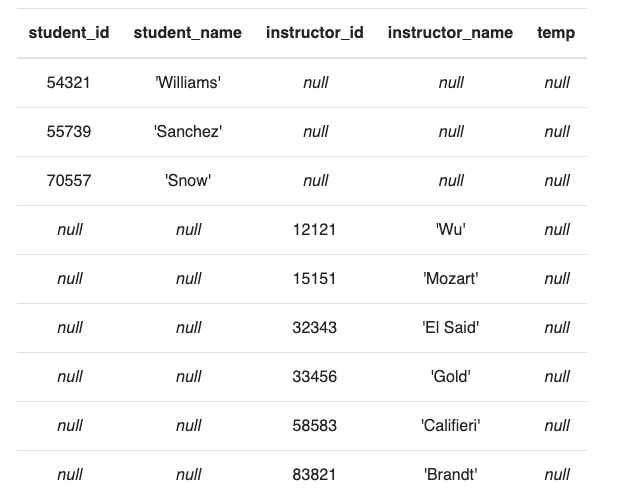 student_id student_name instructor_id instructor_name temp
54321 'Williams' null null null
55739 'Sanchez' null null null
70557 'Snow' null null null
null null 12121 'Wu' null
null null 15151 'Mozart' null
null null 32343 'El Said' null
null null 33456 'Gold' null
null null 58583 'Califieri' null
null null 83821 'Brandt' null